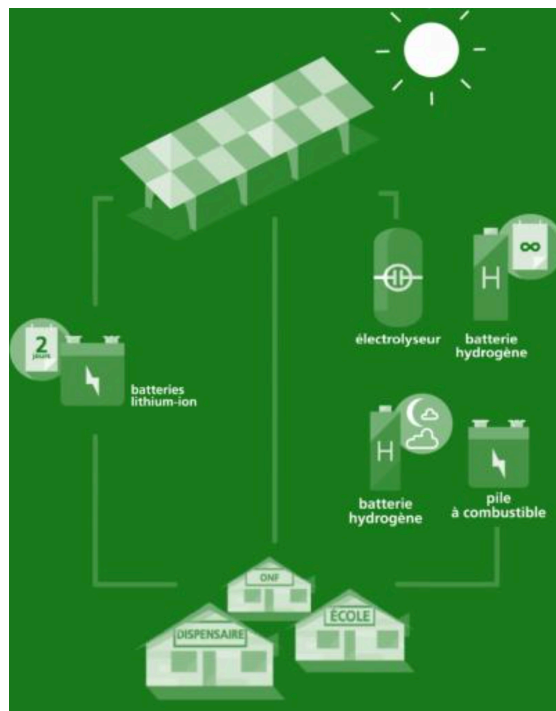 ∞
H
électrolyseur
batterie
hydrogène
2
jours
batteries
lithium-ion
H
batterie
hydrogène
pile
à combustible
ONF
ÉCOLE
DISPENSAIRE